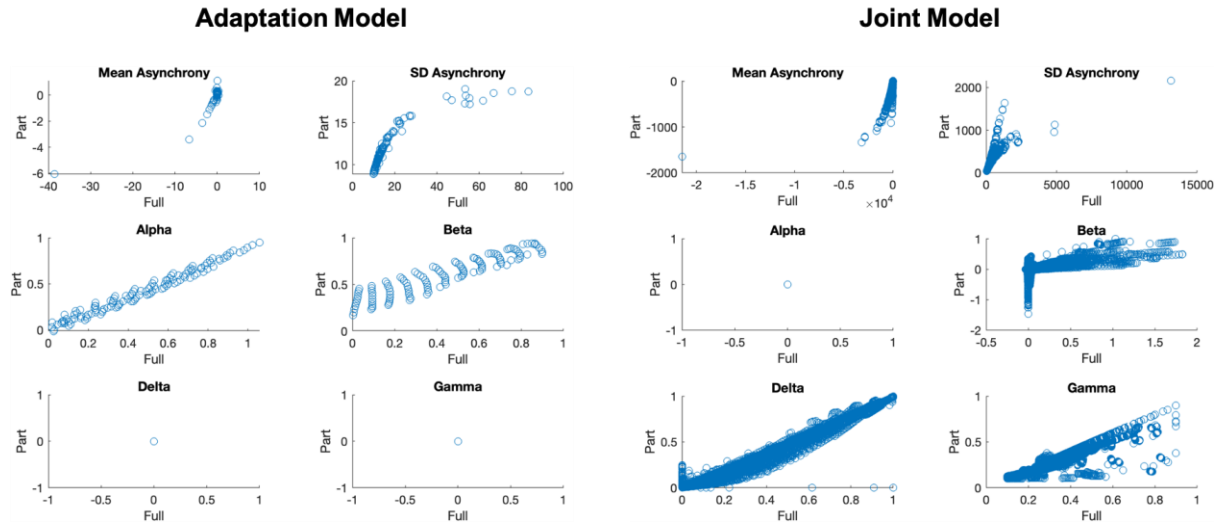 Adaptation Model
Joint Model
Mean Asynchrony
0
-2
-4
-6
Part
-40 -30 -20 -10 0 10
Full
SD Asynchrony
20
15
10
Part
0 20 40 60 80 100
Full
Mean Asynchrony
0
-1000
-2000
Part
-2 -1.5 -1 -0.5 0
×10⁴
Full
SD Asynchrony
2000
1000
0
Part
0 5000 10000 15000
Full
Alpha
1
0.5
0
Part
0 0.2 0.4 0.6 0.8 1
Full
Beta
1
0.5
0
Part
0 0.2 0.4 0.6 0.8 1
Full
Alpha
1
0
-1
Part
-1 -0.5 0 0.5 1
Full
Beta
1
0
-1
-2
Part
-0.5 0 0.5 1 1.5 2
Full
Delta
1
0
-1
Part
-1 -0.5 0 0.5 1
Full
Gamma
1
0
-1
Part
-1 -0.5 0 0.5 1
Full
Delta
1
0.5
0
Part
0 0.2 0.4 0.6 0.8 1
Full
Gamma
1
0.5
0
Part
0 0.2 0.4 0.6 0.8 1
Full